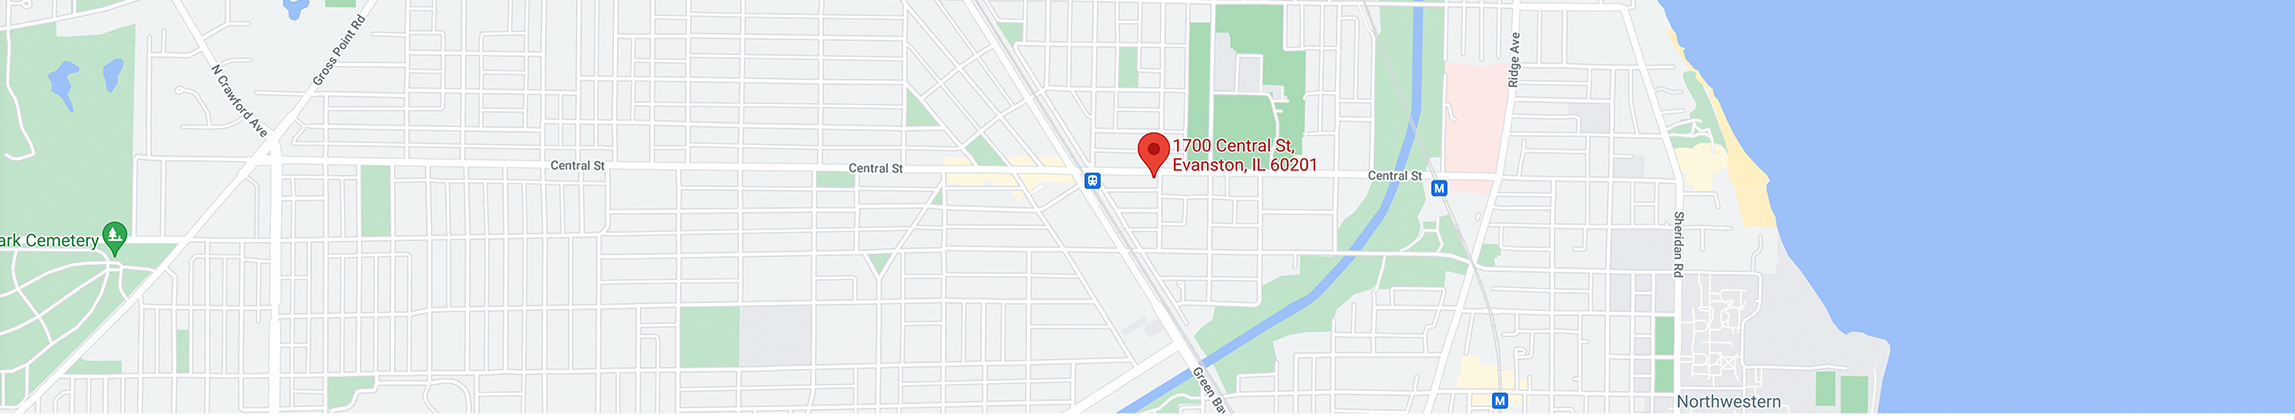 Gross Point Rd
Ridge Ave
N Crawford Ave
1700 Central St,
Evanston, IL 60201
Central St
Central St
Central St
M
ark Cemetery
Sheridan Rd
Green Bay
Northwestern
M